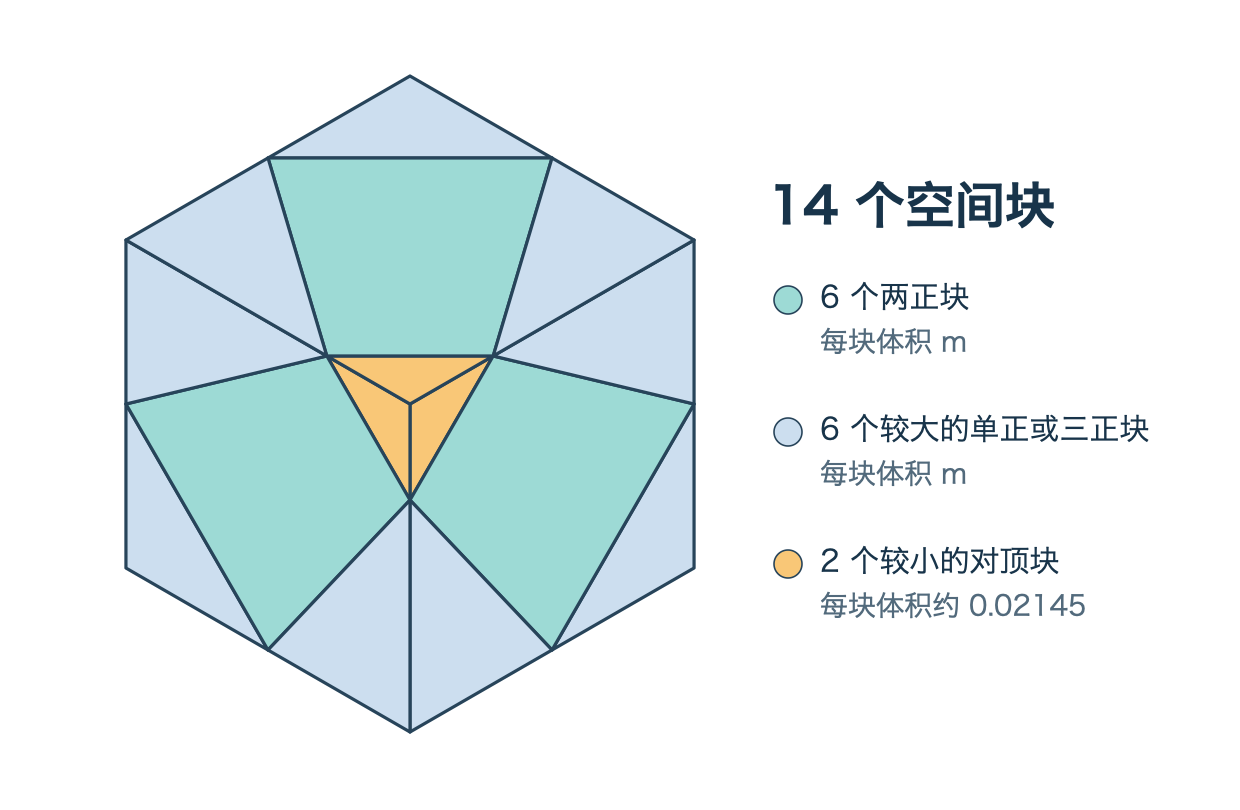 14 个空间块
6 个两正块
每块体积 m
6 个较大的单正或三正块
每块体积 m
2 个较小的对顶块
每块体积约 0.02145